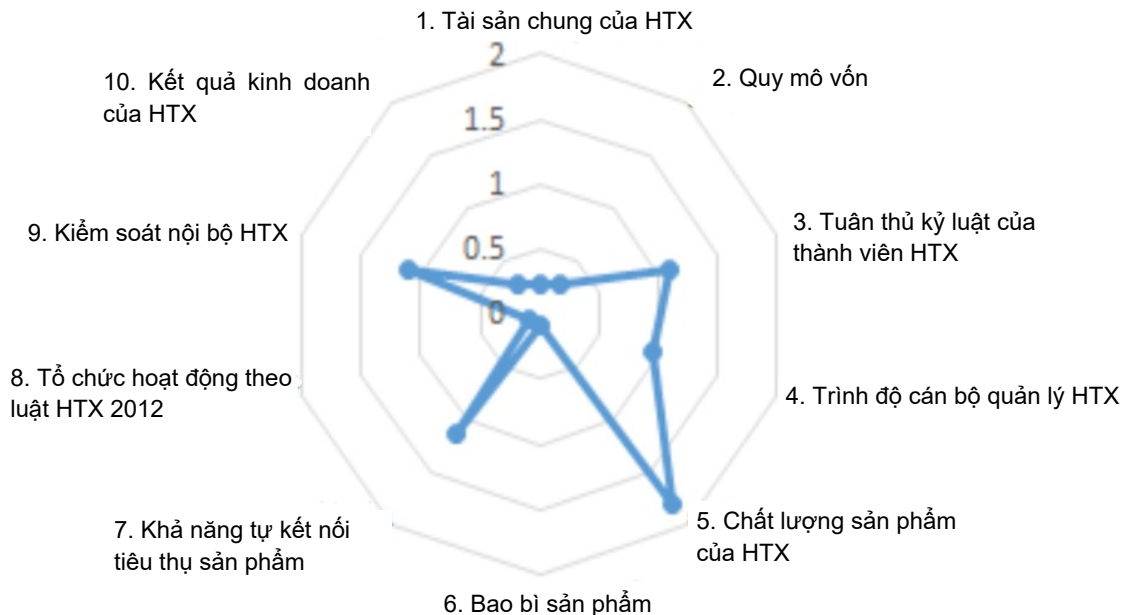 1. Tài sản chung của HTX
2. Quy mô vốn
3. Tuân thủ kỷ luật của
thành viên HTX
4. Trình độ cán bộ quản lý HTX
5. Chất lượng sản phẩm
của HTX
6. Bao bì sản phẩm
7. Khả năng tự kết nối
tiêu thụ sản phẩm
8. Tổ chức hoạt động theo
luật HTX 2012
9. Kiểm soát nội bộ HTX
10. Kết quả kinh doanh
của HTX
2
1.5
1
0.5
0